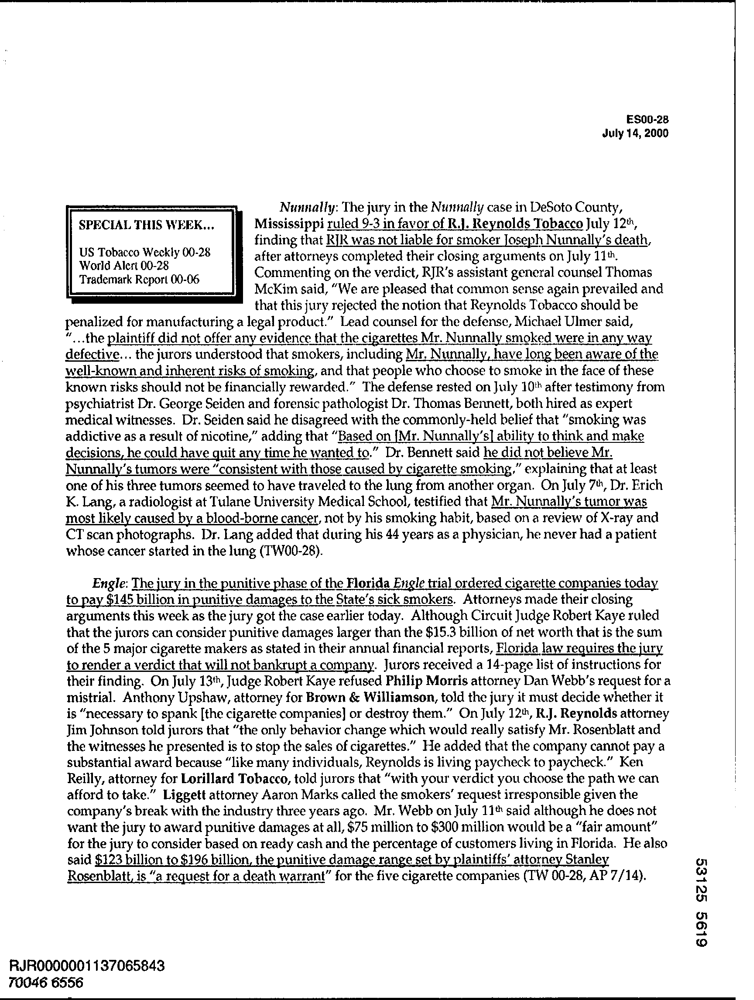 ES00-28
July 14, 2000
SPECIAL THIS WEEK...
US Tobacco Weekly 00-28
World Alert 00-28
Trademark Report 00-06
Nunnally: The jury in the Nunnally case in DeSoto County,
Mississippi ruled 9-3 in favor of R.J. Reynolds Tobacco July 12th,
finding that RJR was not liable for smoker Joseph Nunnally's death,
after attorneys completed their closing arguments on July 11th.
Commenting on the verdict, RJR's assistant general counsel Thomas
McKim said, "We are pleased that common sense again prevailed and
that this jury rejected the notion that Reynolds Tobacco should be
penalized for manufacturing a legal product." Lead counsel for the defense, Michael Ulmer said,
"...the plaintiff did not offer any evidence that the cigarettes Mr. Nunnally smoked were in any way
defective... the jurors understood that smokers, including Mr. Nunnally, have long been aware of the
well-known and inherent risks of smoking, and that people who choose to smoke in the face of these
known risks should not be financially rewarded." The defense rested on July 10th after testimony from
psychiatrist Dr. George Seiden and forensic pathologist Dr. Thomas Bennett, both hired as expert
medical witnesses. Dr. Seiden said he disagreed with the commonly-held belief that "smoking was
addictive as a result of nicotine," adding that "Based on [Mr. Nunnally's] ability to think and make
decisions, he could have quit any time he wanted to." Dr. Bennett said he did not believe Mr.
Nunnally's tumors were "consistent with those caused by cigarette smoking," explaining that at least
one of his three tumors seemed to have traveled to the lung from another organ. On July 7th, Dr. Erich
K. Lang, a radiologist at Tulane University Medical School, testified that Mr. Nunnally's tumor was
most likely caused by a blood-borne cancer, not by his smoking habit, based on a review of X-ray and
CT scan photographs. Dr. Lang added that during his 44 years as a physician, he never had a patient
whose cancer started in the lung (TW00-28).
Engle: The jury in the punitive phase of the Florida Engle trial ordered cigarette companies today
to pay $145 billion in punitive damages to the State's sick smokers. Attorneys made their closing
arguments this week as the jury got the case earlier today. Although Circuit Judge Robert Kaye ruled
that the jurors can consider punitive damages larger than the $15.3 billion of net worth that is the sum
of the 5 major cigarette makers as stated in their annual financial reports, Florida law requires the jury
to render a verdict that will not bankrupt a company. Jurors received a 14-page list of instructions for
their finding. On July 13th, Judge Robert Kaye refused Philip Morris attorney Dan Webb's request for a
mistrial. Anthony Upshaw, attorney for Brown & Williamson, told the jury it must decide whether it
is "necessary to spank [the cigarette companies] or destroy them." On July 12th, R.J. Reynolds attorney
Jim Johnson told jurors that "the only behavior change which would really satisfy Mr. Rosenblatt and
the witnesses he presented is to stop the sales of cigarettes." He added that the company cannot pay a
substantial award because "like many individuals, Reynolds is living paycheck to paycheck." Ken
Reilly, attorney for Lorillard Tobacco, told jurors that "with your verdict you choose the path we can
afford to take." Liggett attorney Aaron Marks called the smokers' request irresponsible given the
company's break with the industry three years ago. Mr. Webb on July 11th said although he does not
want the jury to award punitive damages at all, $75 million to $300 million would be a "fair amount"
for the jury to consider based on ready cash and the percentage of customers living in Florida. He also
said $123 billion to $196 billion, the punitive damage range set by plaintiffs' attorney Stanley
Rosenblatt, is "a request for a death warrant" for the five cigarette companies (TW 00-28, AP 7/14).
53125 5619
RJR0000001137065843
70046 6556